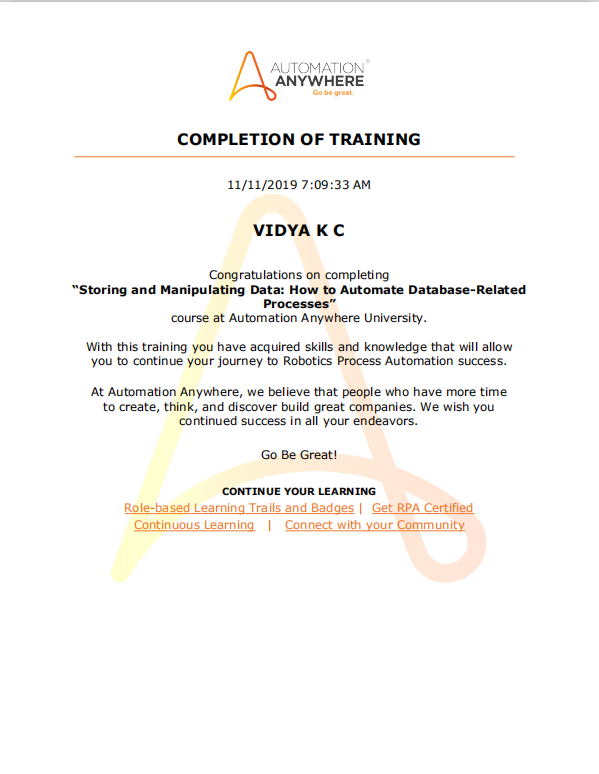 AUTOMATION®
ANYWHERE
Go be great.
COMPLETION OF TRAINING
11/11/2019 7:09:33 AM
VIDYA K C
Congratulations on completing
“Storing and Manipulating Data: How to Automate Database-Related
Processes”
course at Automation Anywhere University.
With this training you have acquired skills and knowledge that will allow
you to continue your journey to Robotics Process Automation success.
At Automation Anywhere, we believe that people who have more time
to create, think, and discover build great companies. We wish you
continued success in all your endeavors.
Go Be Great!
CONTINUE YOUR LEARNING
Role-based Learning Trails and Badges | Get RPA Certified
Continuous Learning | Connect with your Community